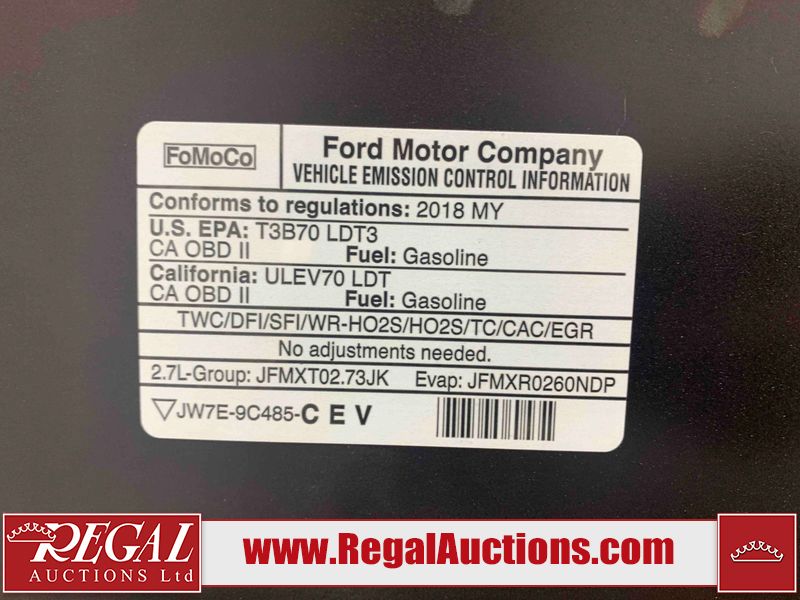 FoMoCo
Ford Motor Company
VEHICLE EMISSION CONTROL INFORMATION
Conforms to regulations: 2018 MY
U.S. EPA: T3B70 LDT3
CA OBD II Fuel: Gasoline
California: ULEV70 LDT
CA OBD II Fuel: Gasoline
TWC/DFI/SFI/WR-HO2S/HO2S/TC/CAC/EGR
No adjustments needed.
2.7L-Group: JFMXT02.73JK Evap: JFMXR0260NDP
JW7E-9C485-CEV
REGAL
AUCTIONS Ltd
www.RegalAuctions.com